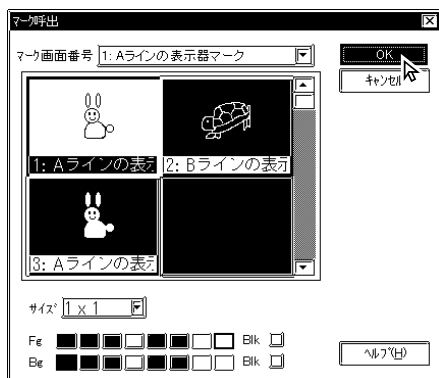 マーク呼出
マーク画面番号 1: Aラインの表示器マーク
OK
キャンセル
1: Aラインの表示
2: Bラインの表示
3: Aラインの表示
サイズ 1 x 1
Fg Blk
Bg Blk
ヘルプ(H)